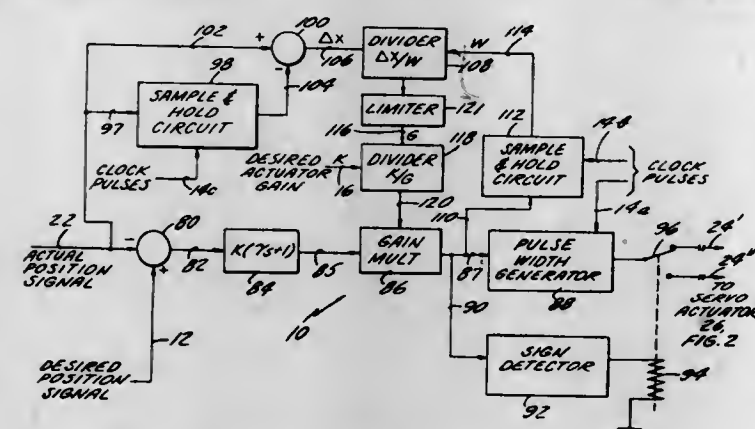 102
+
100
ΔX
106
DIVIDER
ΔX/W
W
114
108
98
104
SAMPLE &
HOLD
CIRCUIT
97
LIMITER
121
116
G
112
SAMPLE
& HOLD
CIRCUIT
14b
CLOCK
PULSES
DESIRED
ACTUATOR
GAIN
K
16
DIVIDER
K/G
118
CLOCK
PULSES
14c
120
110
14a
22
ACTUAL
POSITION
SIGNAL
-
80
+
82
K(τS+1)
84
85
GAIN
MULT
86
87
PULSE
WIDTH
GENERATOR
88
96
24'
24"
TO
SERVO
ACTUATOR
26,
FIG. 2
10
90
12
DESIRED
POSITION
SIGNAL
SIGN
DETECTOR
92
94